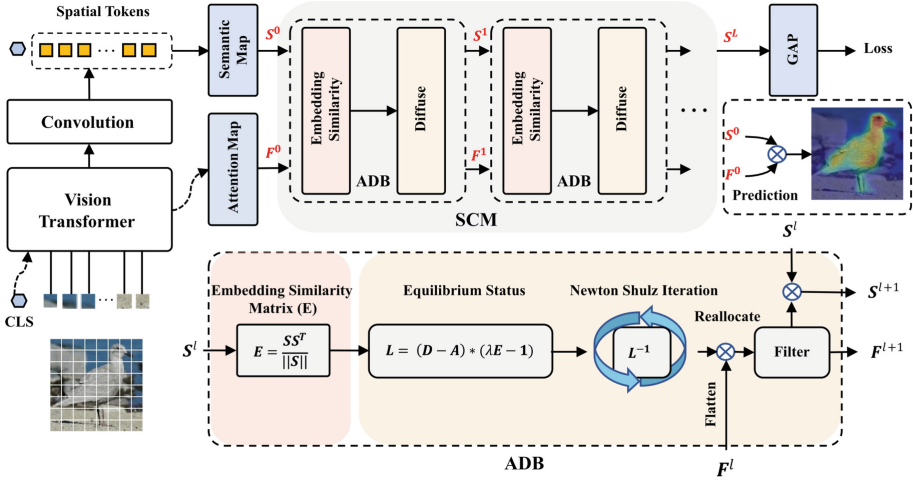 Spatial Tokens
...
Convolution
Vision
Transformer
...
CLS
Semantic
Map
Attention Map
S⁰
F⁰
Embedding
Similarity
Diffuse
ADB
S¹
F¹
Embedding
Similarity
Diffuse
ADB
...
...
SCM
Sᴸ
GAP
Loss
S⁰
F⁰
Prediction
Sˡ
Embedding Similarity
Matrix (E)
Sˡ
E = SSᵀ / ||S||
Equilibrium Status
L = (D − A) * (λE − 1)
Newton Shulz Iteration
L⁻¹
Reallocate
Flatten
Fˡ
Filter
Sˡ⁺¹
Fˡ⁺¹
ADB